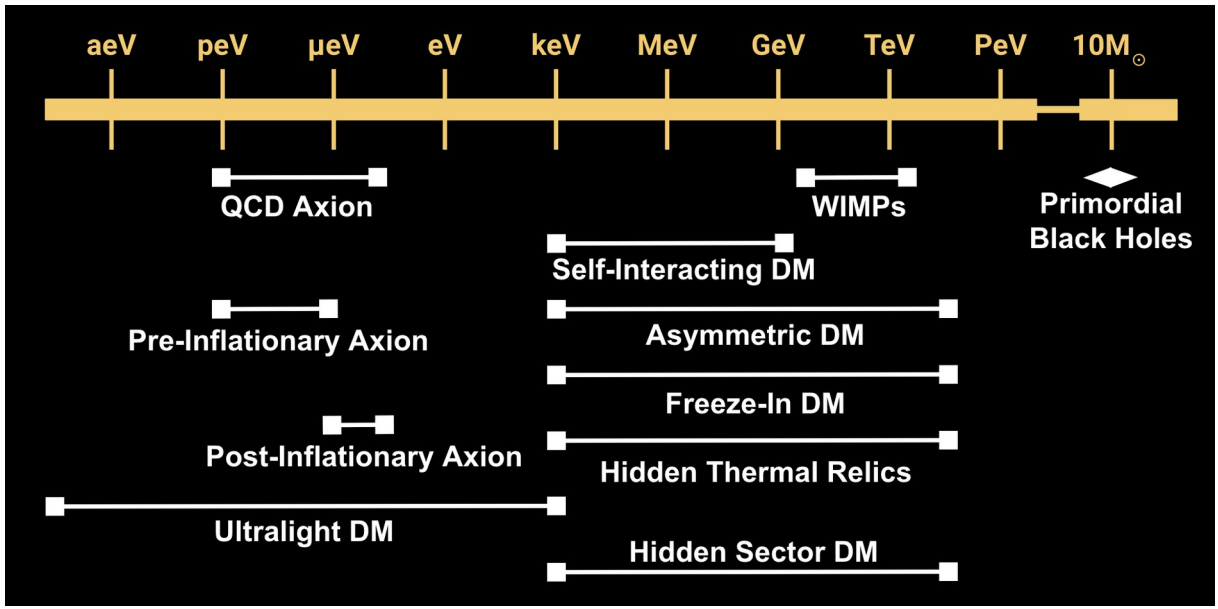 aeV peV µeV eV keV MeV GeV TeV PeV 10M☉
QCD Axion
WIMPs
Primordial
Black Holes
Self-Interacting DM
Pre-Inflationary Axion
Asymmetric DM
Freeze-In DM
Post-Inflationary Axion
Hidden Thermal Relics
Ultralight DM
Hidden Sector DM